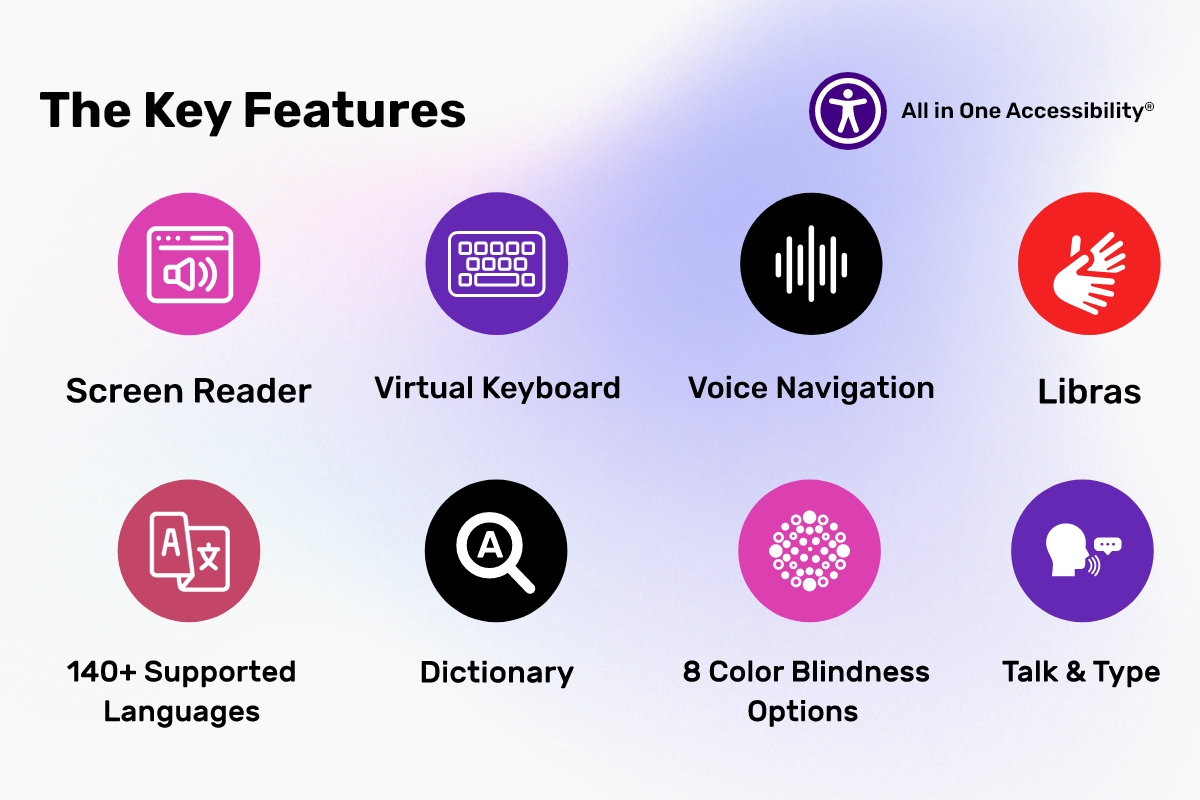 The Key Features
All in One Accessibility®
Screen Reader
Virtual Keyboard
Voice Navigation
Libras
A
文
A
140+ Supported
Languages
Dictionary
8 Color Blindness
Options
Talk & Type